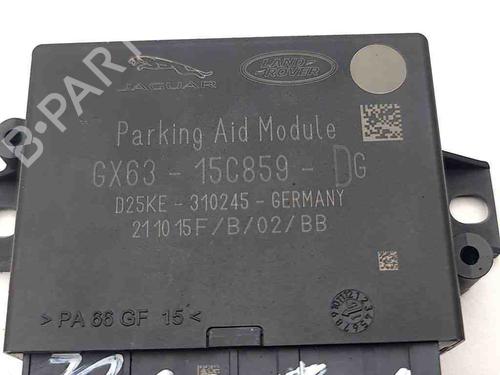 JAGUAR
LAND
ROVER
Parking Aid Module
GX63 - 15C859 - DG
D25KE - 310245 - GERMANY
211015F/B/02/BB
>PA 66 GF 15<
B-PARTS